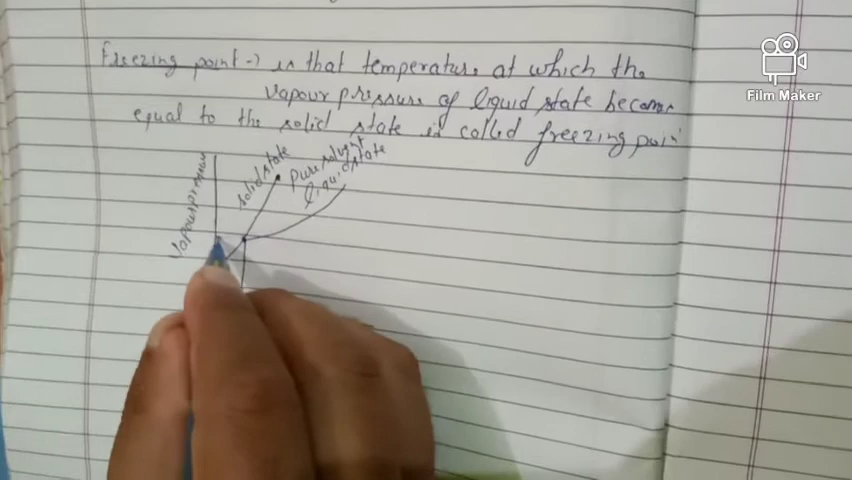 Freezing point -> is that temperature at which the
vapour pressure of liquid state becomes
equal to the solid state is called freezing point
Vapour pressure
solid state
pure solvent
liquid state
Film Maker